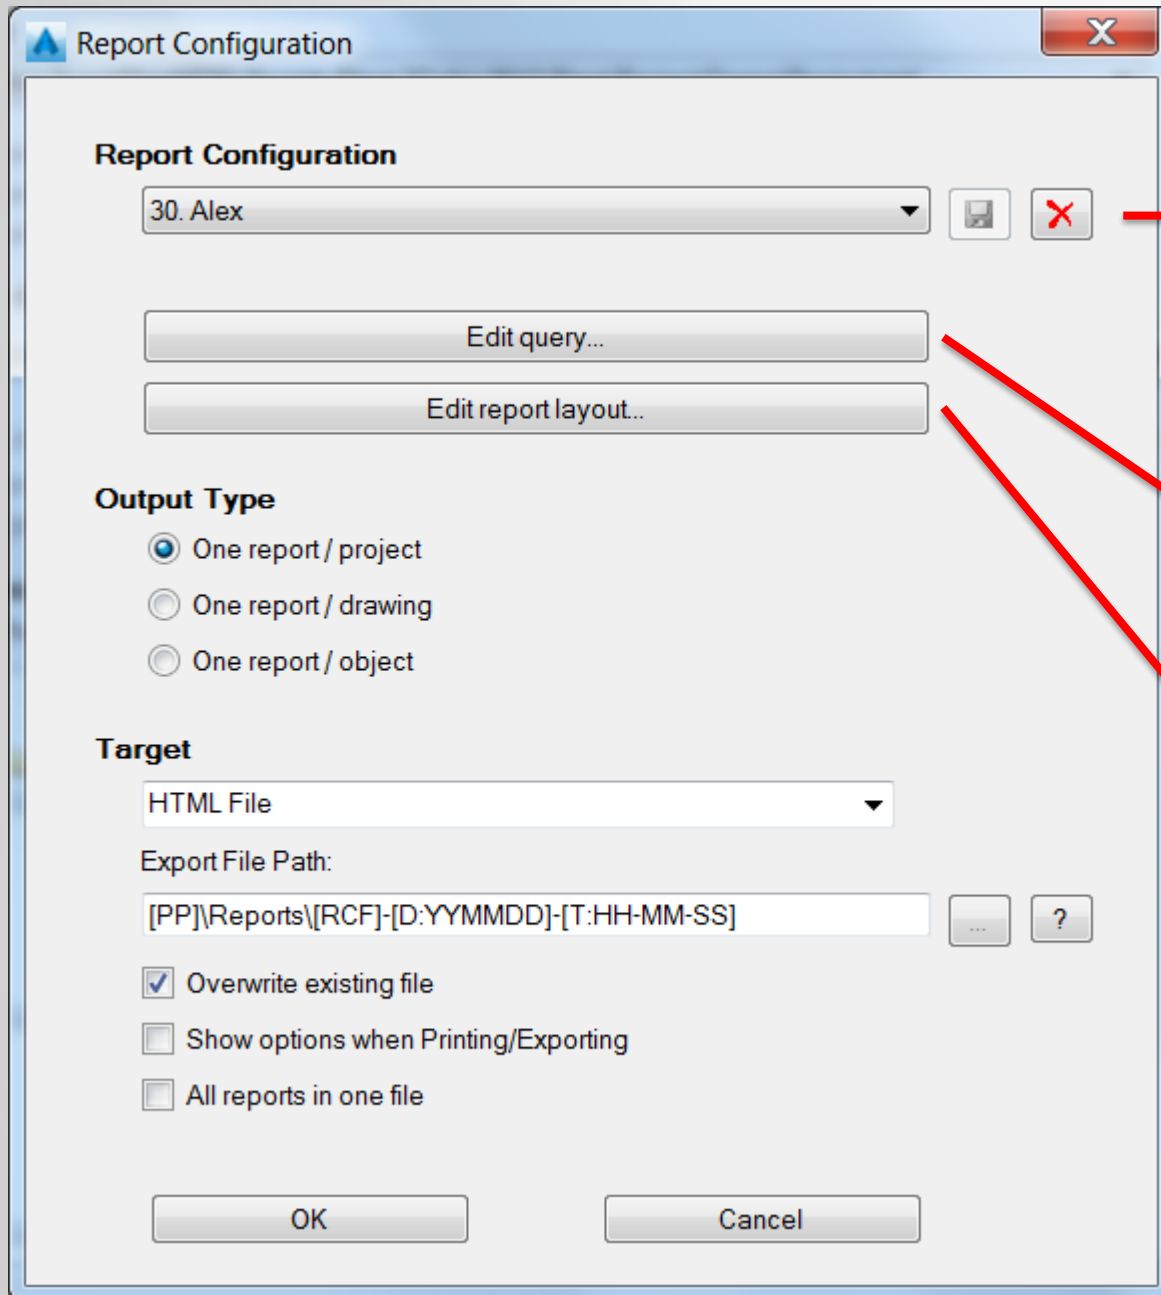 Report Configuration
Report Configuration
30. Alex
Edit query...
Edit report layout...
Output Type
One report / project
One report / drawing
One report / object
Target
HTML File
Export File Path:
[PP]\Reports\[RCF]-[D:YYMMDD]-[T:HH-MM-SS]
... ?
Overwrite existing file
Show options when Printing/Exporting
All reports in one file
OK Cancel